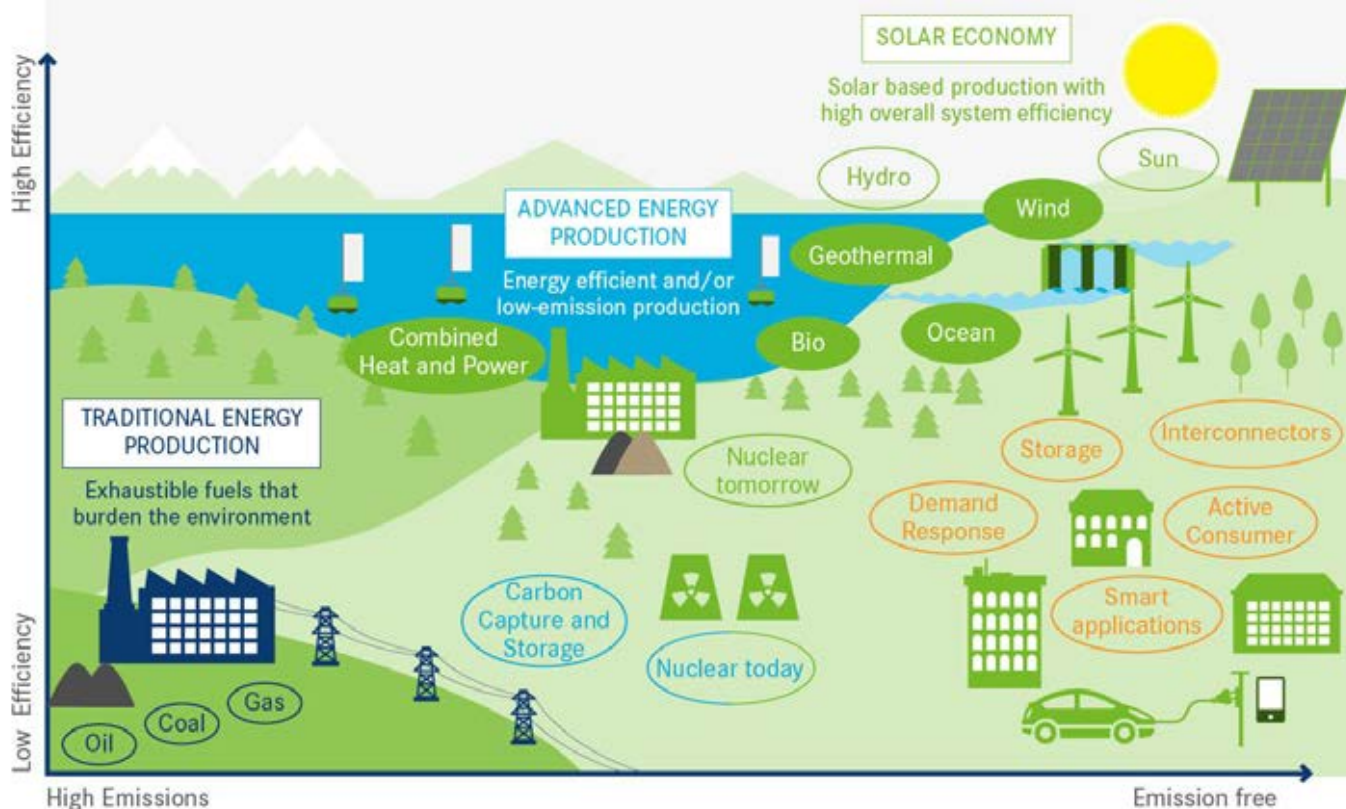 SOLAR ECONOMY
Solar based production with
high overall system efficiency
High Efficiency
Sun
Hydro
Wind
ADVANCED ENERGY
PRODUCTION
Geothermal
Energy efficient and/or
low-emission production
Combined
Heat and Power
Bio
Ocean
TRADITIONAL ENERGY
PRODUCTION
Exhaustible fuels that
burden the environment
Storage
Interconnectors
Nuclear
tomorrow
Demand
Response
Active
Consumer
Carbon
Capture and
Storage
Smart
applications
Nuclear today
Low Efficiency
Gas
Coal
Oil
High Emissions
Emission free